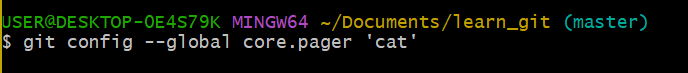 USER@DESKTOP-0E4S79K MINGW64 ~/Documents/learn_git (master)
$ git config --global core.pager 'cat'